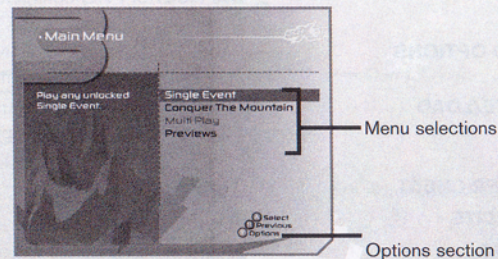 • Main Menu
Play any unlocked
Single Event.
Single Event
Conquer The Mountain
Multi Play
Previews
Select
Previous
Options
Menu selections
Options section